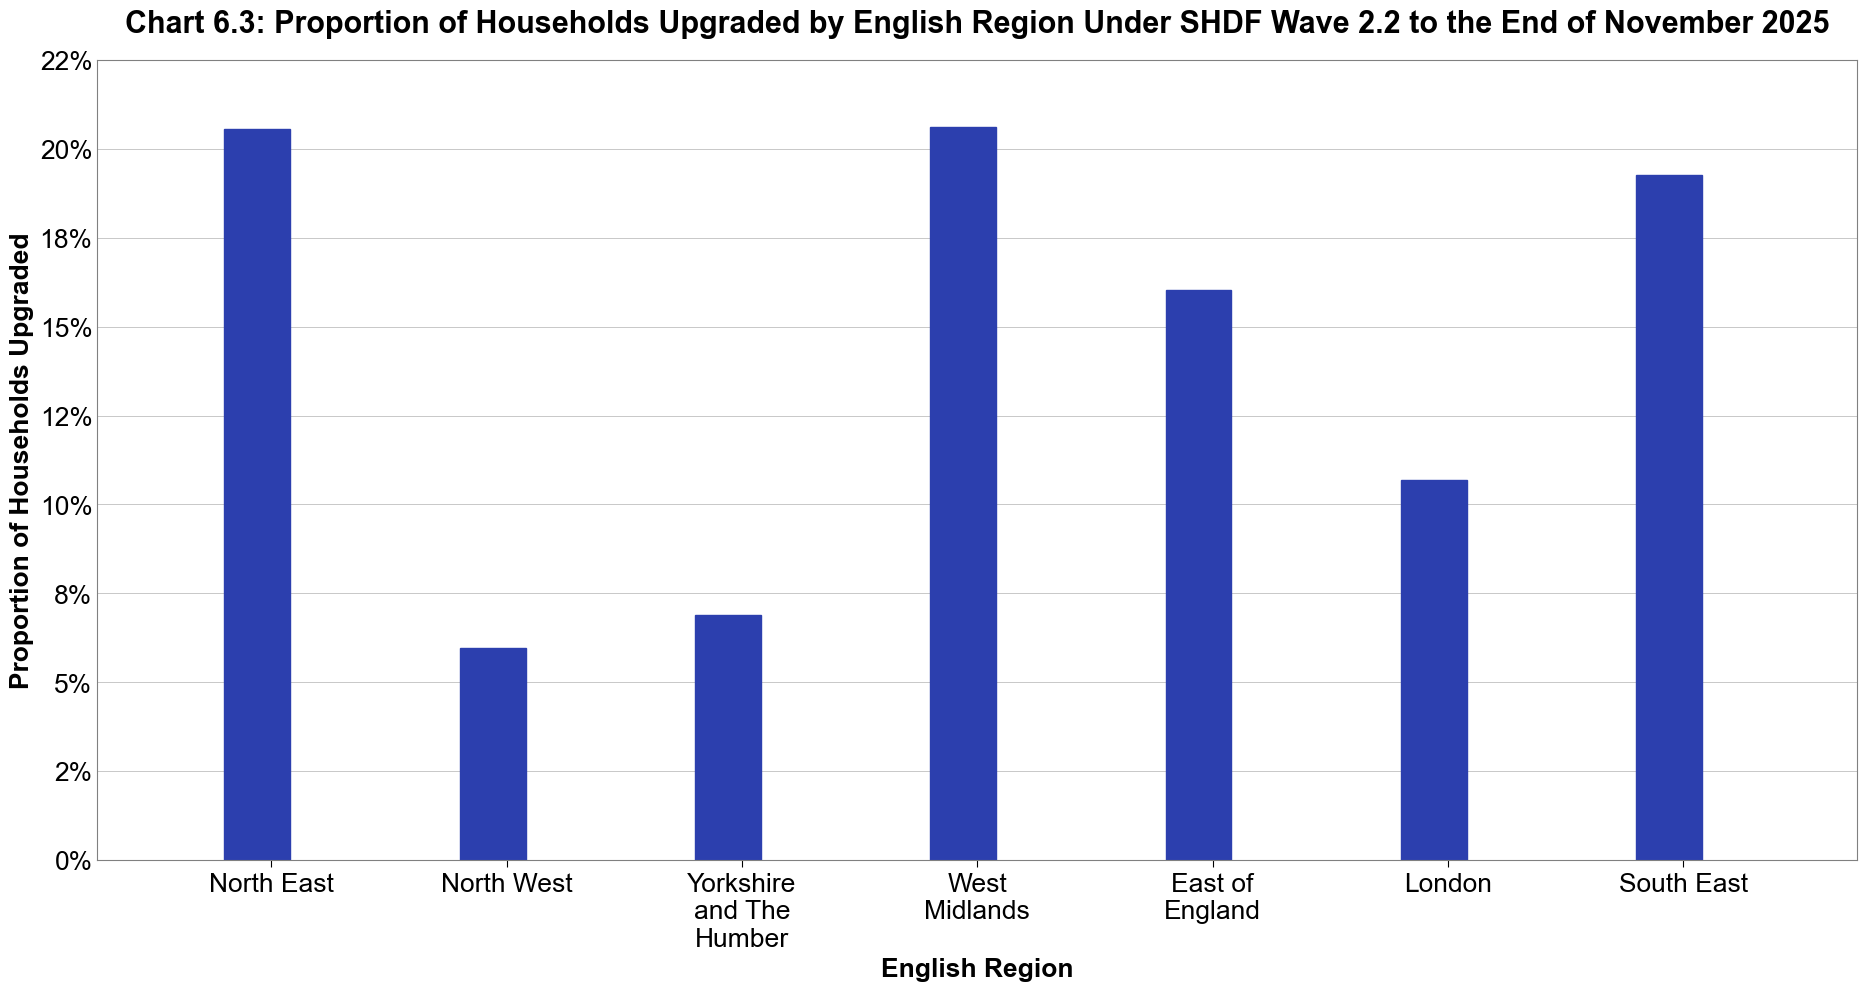 Chart 6.3: Proportion of Households Upgraded by English Region Under SHDF Wave 2.2 to the End of November 2025
Proportion of Households Upgraded
22%
20%
18%
15%
12%
10%
8%
5%
2%
0%
North East
North West
Yorkshire
and The
Humber
West
Midlands
East of
England
London
South East
English Region